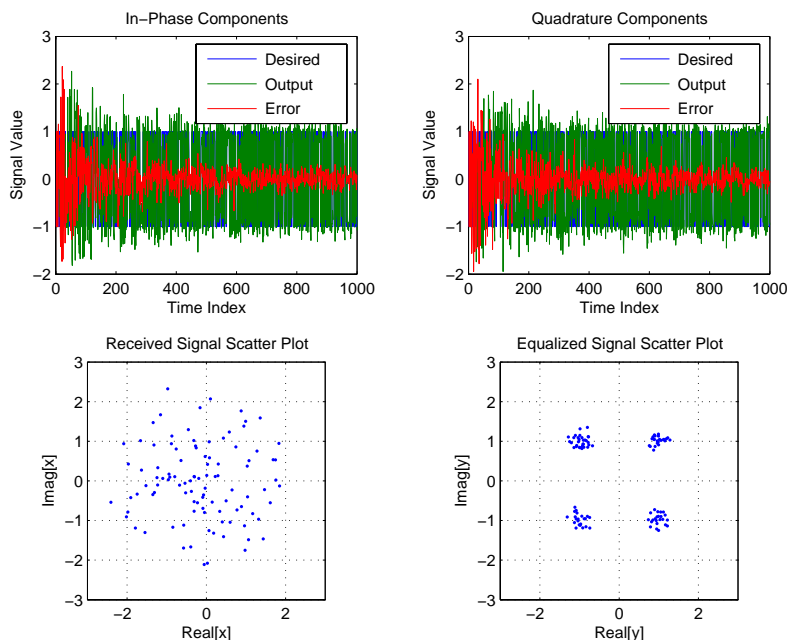 In−Phase Components
3
2
1
0
−1
−2
0 200 400 600 800 1000
Signal Value
Time Index
Desired
Output
Error
Quadrature Components
3
2
1
0
−1
−2
0 200 400 600 800 1000
Signal Value
Time Index
Desired
Output
Error
Received Signal Scatter Plot
3
2
1
0
−1
−2
−3
−2 0 2
Imag[x]
Real[x]
Equalized Signal Scatter Plot
3
2
1
0
−1
−2
−3
−2 0 2
Imag[y]
Real[y]